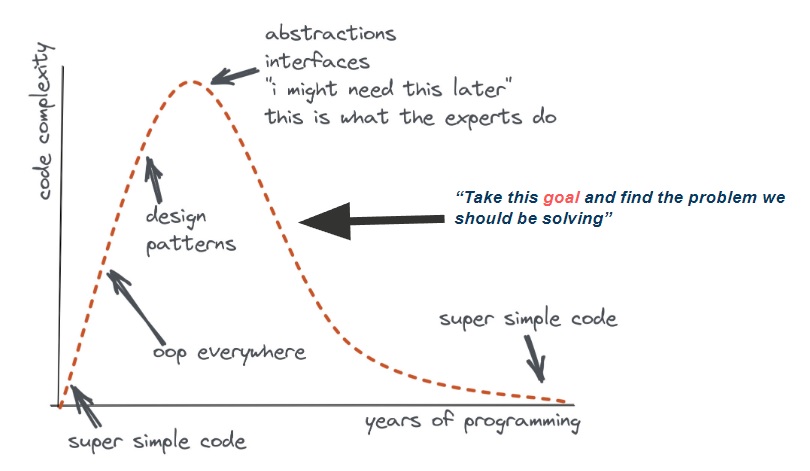 abstractions
interfaces
"i might need this later"
this is what the experts do
code complexity
"Take this goal and find the problem we
should be solving"
design
patterns
super simple code
oop everywhere
years of programming
super simple code